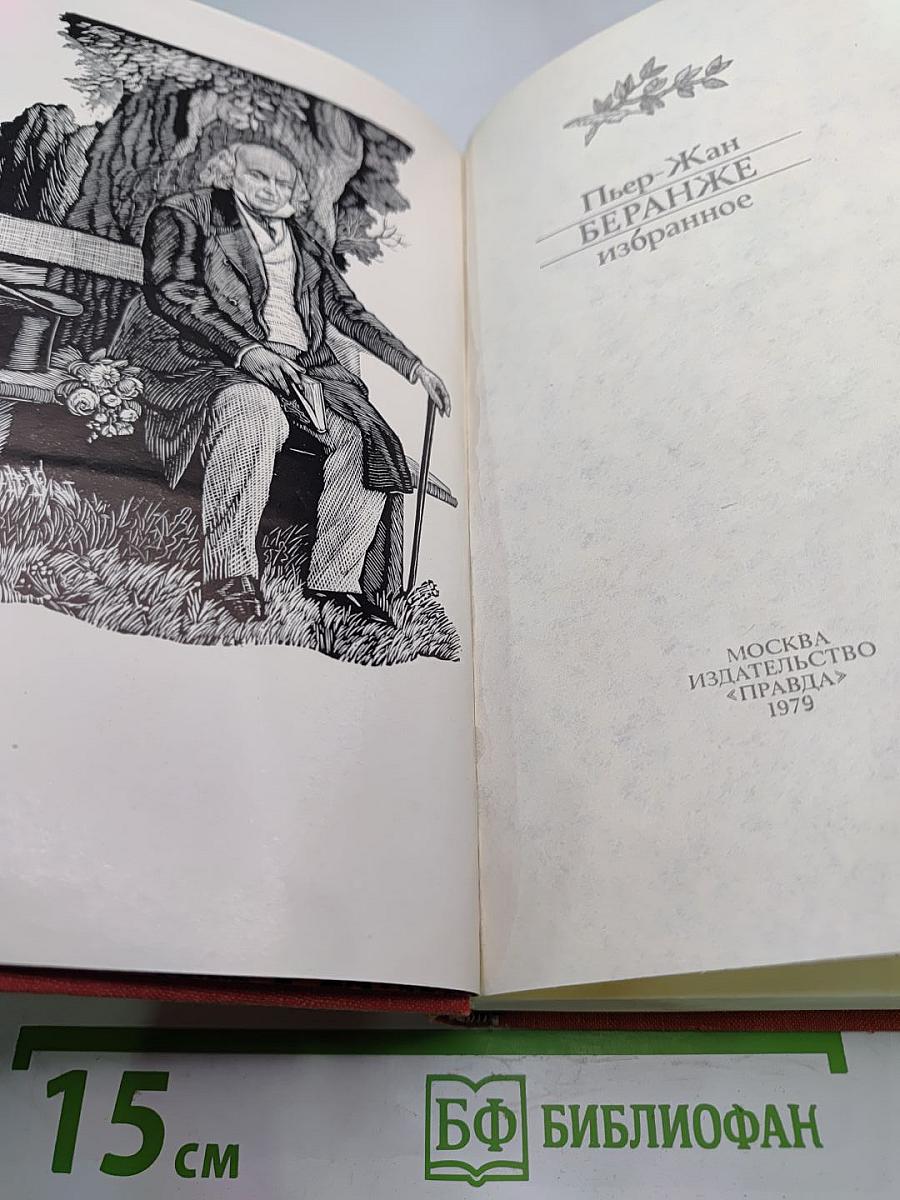 Пьер-Жан
БЕРАНЖЕ
избранное
МОСКВА
ИЗДАТЕЛЬСТВО
«ПРАВДА»
1979
15 см
БФ БИБЛИОФАН